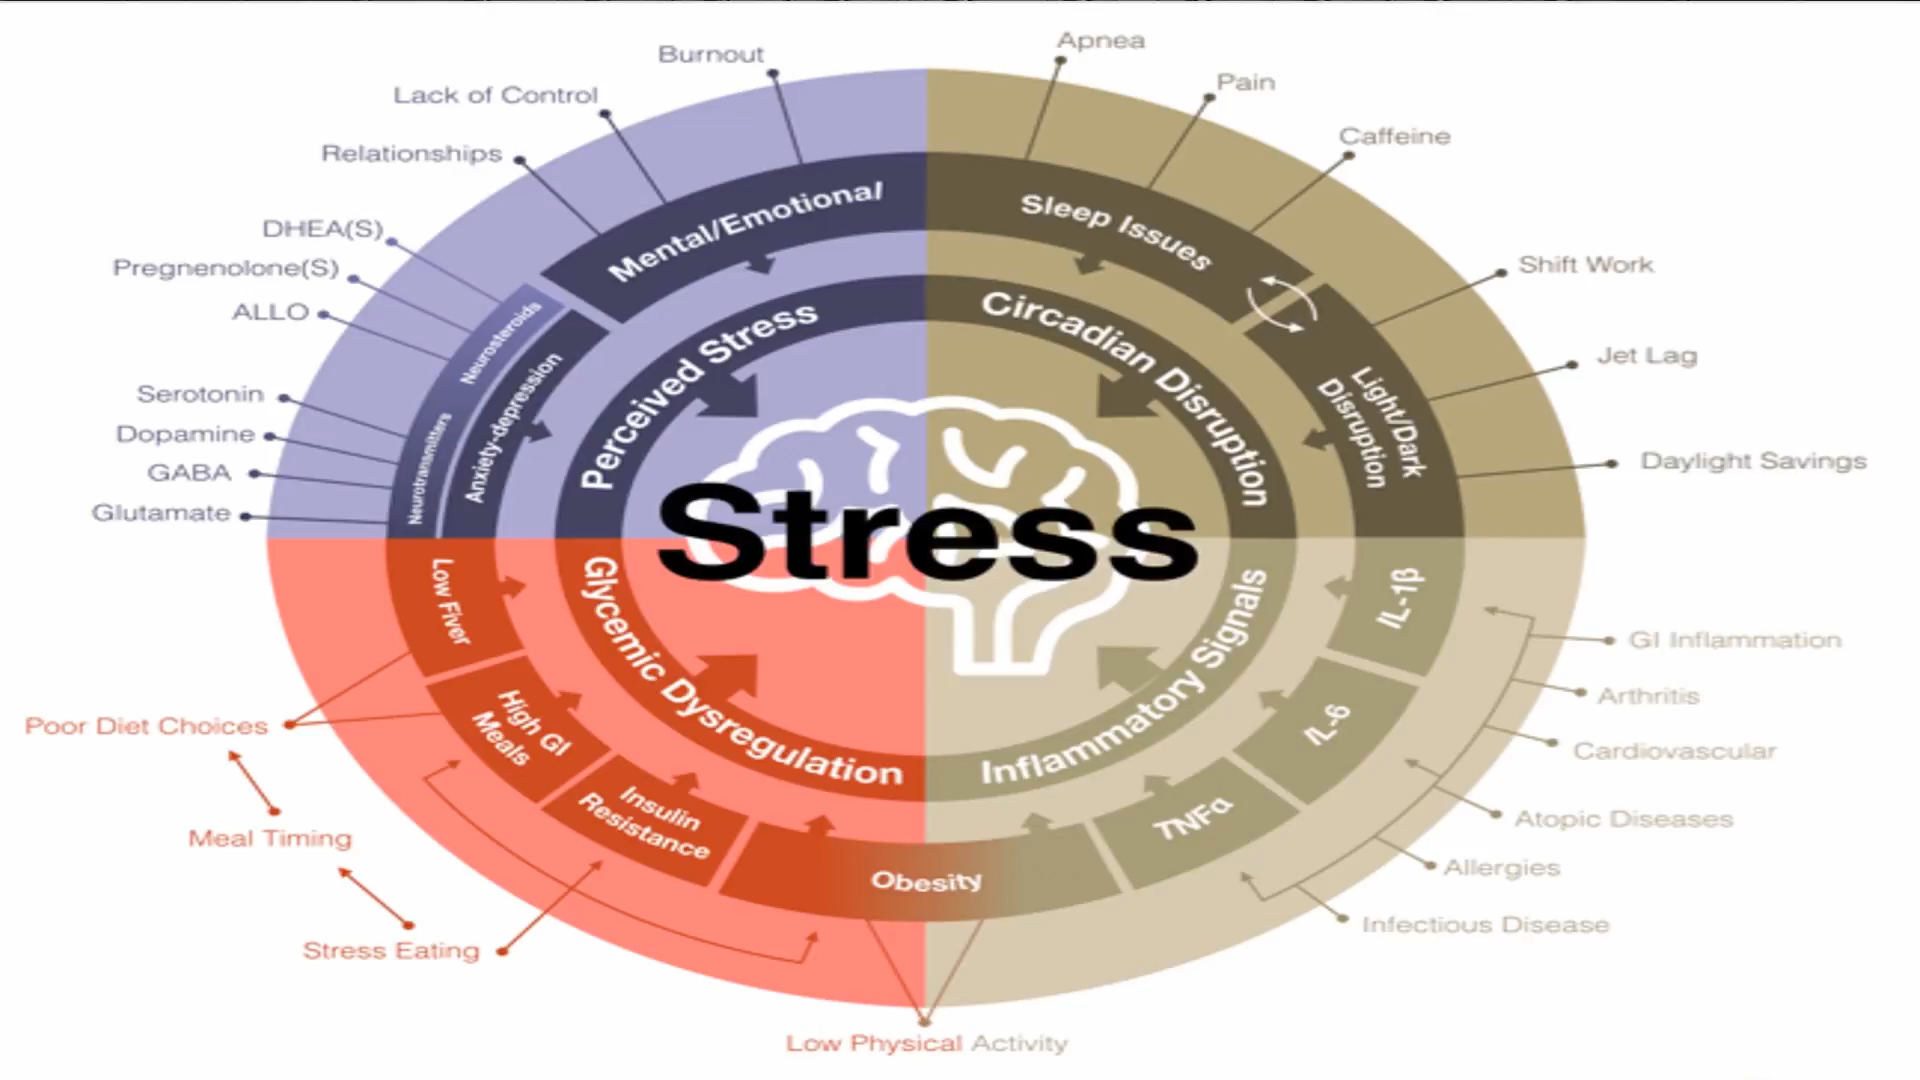 Burnout
Lack of Control
Relationships
DHEA(S)
Pregnenolone(S)
ALLO
Serotonin
Dopamine
GABA
Glutamate
Mental/Emotional
Neurosteroids
Neurotransmitters
Anxiety-depression
Perceived Stress
Apnea
Pain
Caffeine
Shift Work
Jet Lag
Daylight Savings
Sleep Issues
Light/Dark
Disruption
Circadian Disruption
Stress
Glycemic Dysregulation
Low Fiver
High GI
Meals
Insulin
Resistance
Obesity
Poor Diet Choices
Meal Timing
Stress Eating
Low Physical Activity
Inflammatory Signals
IL-1β
IL-6
TNFα
GI Inflammation
Arthritis
Cardiovascular
Atopic Diseases
Allergies
Infectious Disease